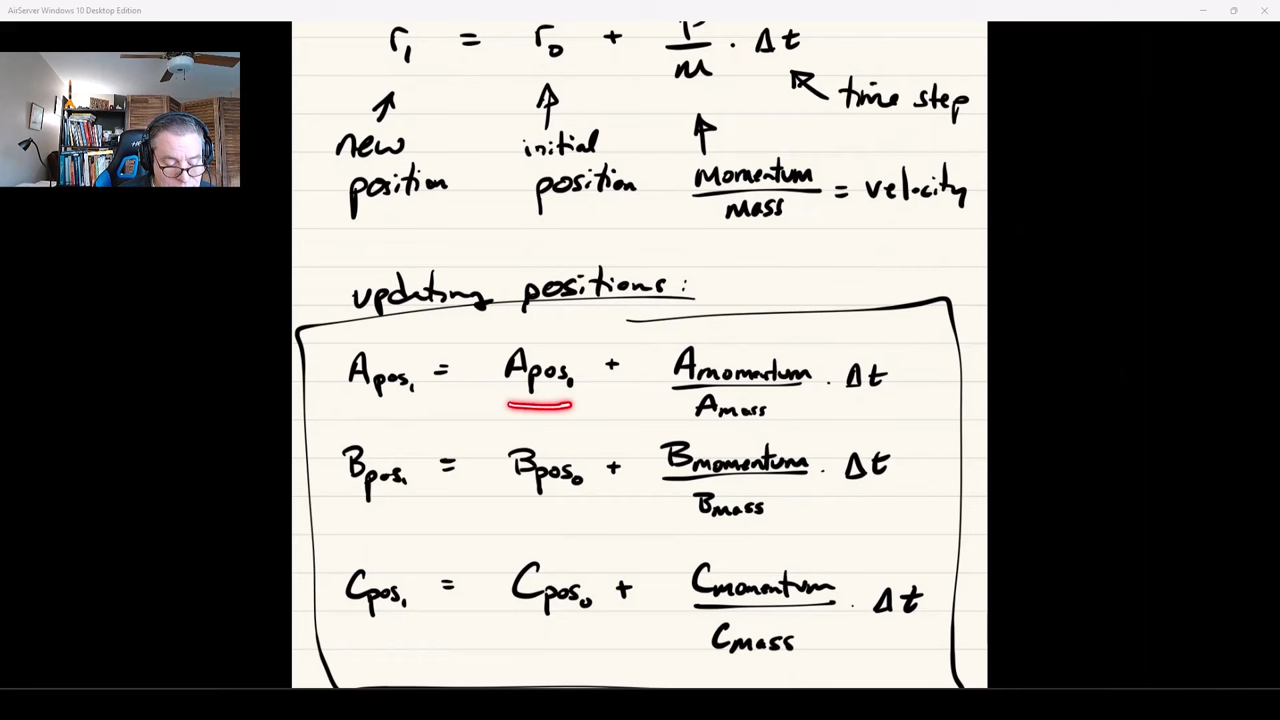 AirServer Windows 10 Desktop Edition
r₁ = r₀ + P/m · Δt
time step
new position
initial position
momentum/mass = velocity
updating positions:
Apos₁ = Apos₀ + Amomentum/Amass · Δt
Bpos₁ = Bpos₀ + Bmomentum/Bmass · Δt
Cpos₁ = Cpos₀ + Cmomentum/Cmass · Δt